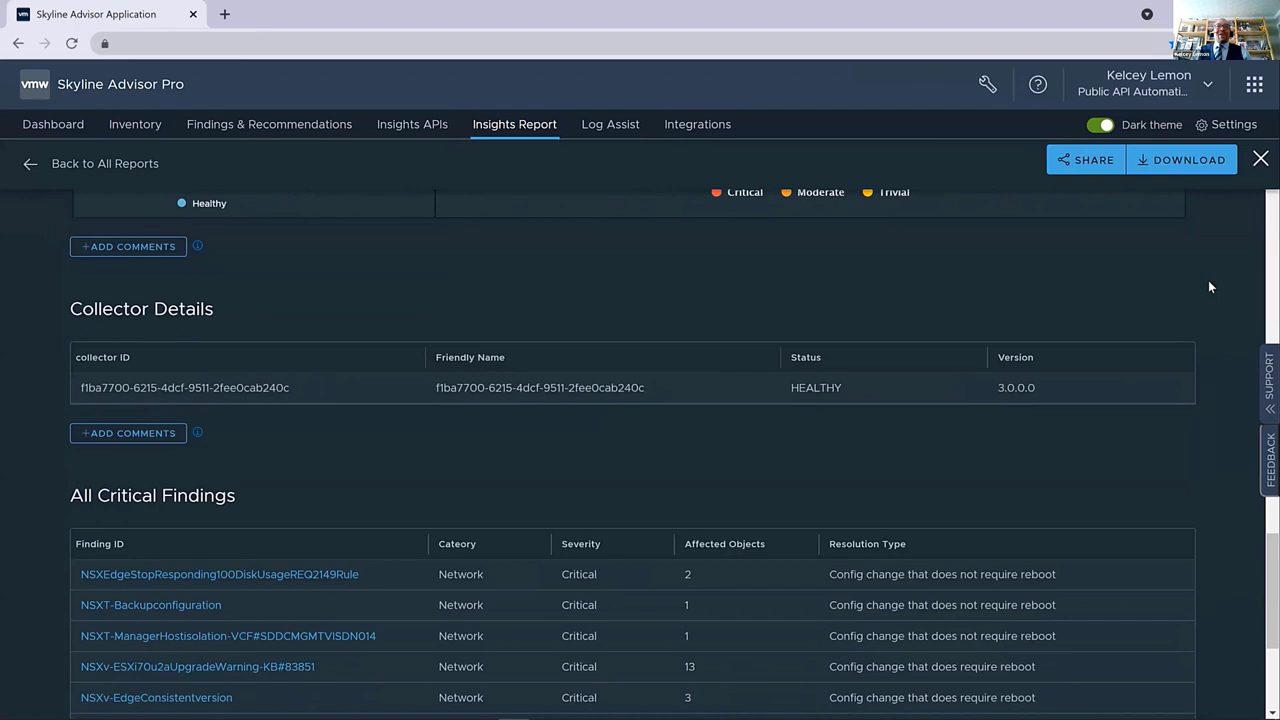 vm Skyline Advisor Application
vmw Skyline Advisor Pro
Kelcey Lemon
Kelcey Lemon
Public API Automati...
Dashboard Inventory Findings & Recommendations Insights APIs Insights Report Log Assist Integrations Dark theme Settings
Back to All Reports SHARE DOWNLOAD
Healthy
Critical Moderate Trivial
+ADD COMMENTS
Collector Details
collector ID Friendly Name Status Version
f1ba7700-6215-4dcf-9511-2fee0cab240c f1ba7700-6215-4dcf-9511-2fee0cab240c HEALTHY 3.0.0.0
+ADD COMMENTS
SUPPORT
FEEDBACK
All Critical Findings
Finding ID Cateory Severity Affected Objects Resolution Type
NSXEdgeStopResponding100DiskUsageREQ2149Rule Network Critical 2 Config change that does not require reboot
NSXT-Backupconfiguration Network Critical 1 Config change that does not require reboot
NSXT-ManagerHostisolation-VCF#SDDCMGMTVISDN014 Network Critical 1 Config change that does not require reboot
NSXv-ESXi70u2aUpgradeWarning-KB#83851 Network Critical 13 Config change that does require reboot
NSXv-EdgeConsistentversion Network Critical 3 Config change that does require reboot